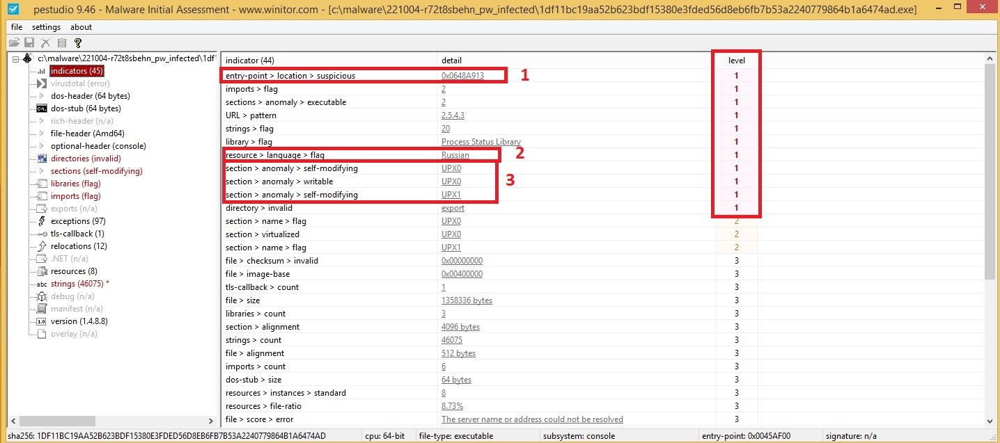 pestudio 9.46 - Malware Initial Assessment - www.winitor.com - [c:\malware\221004-r72t8sbehn_pw_infected\1df11bc19aa52b623bdf15380e3fded56d8eb6fb7b53a2240779864b1a6474ad.exe]
file settings about
c:\malware\221004-r72t8sbehn_pw_infected\1df1
indicators (45)
virustotal (error)
dos-header (64 bytes)
dos-stub (64 bytes)
rich-header (n/a)
file-header (Amd64)
optional-header (console)
directories (invalid)
sections (self-modifying)
libraries (flag)
imports (flag)
exports (n/a)
exceptions (97)
tls-callback (1)
relocations (12)
.NET (n/a)
resources (8)
abc strings (46075) *
debug (n/a)
manifest (n/a)
1.0 version (1.4.8.8)
overlay (n/a)
indicator (44) detail level
entry-point > location > suspicious 0x0648A913 1 1
imports > flag 2 1
sections > anomaly > executable 2 1
URL > pattern 2.5.4.3 1
strings > flag 20 1
library > flag Process Status Library 1
resource > language > flag Russian 2 1
section > anomaly > self-modifying UPX0 1
section > anomaly > writable UPX0 3 1
section > anomaly > self-modifying UPX1 1
directory > invalid export 1
section > name > flag UPX0 2
section > virtualized UPX0 2
section > name > flag UPX1 2
file > checksum > invalid 0x00000000 3
file > image-base 0x00400000 3
tls-callback > count 1 3
file > size 1358336 bytes 3
libraries > count 3 3
section > alignment 4096 bytes 3
strings > count 46075 3
file > alignment 512 bytes 3
imports > count 6 3
dos-stub > size 64 bytes 3
resources > instances > standard 8 3
resources > file-ratio 8.73% 3
file > score > error The server name or address could not be resolved 3
sha256: 1DF11BC19AA52B623BDF15380E3FDED56D8EB6FB7B53A2240779864B1A6474AD cpu: 64-bit file-type: executable subsystem: console entry-point: 0x0045AF00 signature: n/a